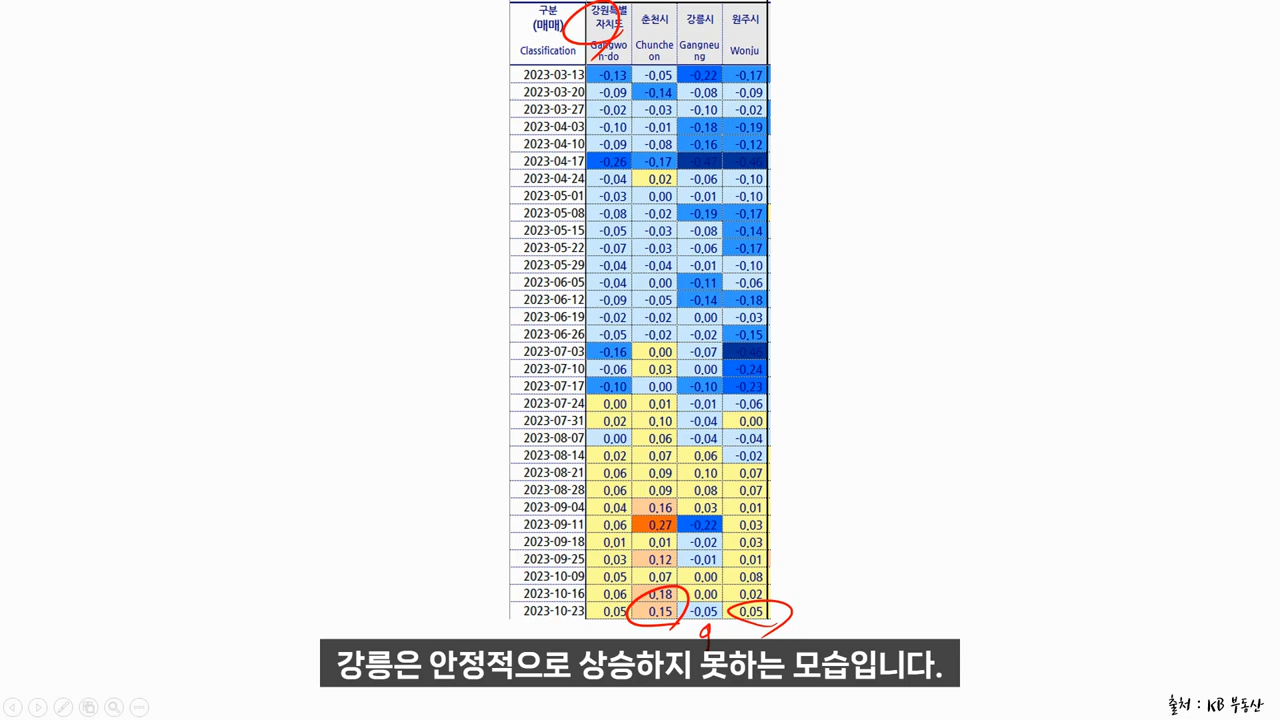 구분 강원특별 춘천시 강릉시 원주시
(매매) 자치도
Classification Gangwo Chunche Gangneu Wonju
n-do on ng
2023-03-13 -0.13 -0.05 -0.22 -0.17
2023-03-20 -0.09 -0.14 -0.08 -0.09
2023-03-27 -0.02 -0.03 -0.10 -0.02
2023-04-03 -0.10 -0.01 -0.18 -0.19
2023-04-10 -0.09 -0.08 -0.16 -0.12
2023-04-17 -0.26 -0.17 -0.47 -0.46
2023-04-24 -0.04 0.02 -0.06 -0.10
2023-05-01 -0.03 0.00 -0.01 -0.10
2023-05-08 -0.08 -0.02 -0.19 -0.17
2023-05-15 -0.05 -0.03 -0.08 -0.14
2023-05-22 -0.07 -0.03 -0.06 -0.17
2023-05-29 -0.04 -0.04 -0.01 -0.10
2023-06-05 -0.04 0.00 -0.11 -0.06
2023-06-12 -0.09 -0.05 -0.14 -0.18
2023-06-19 -0.02 -0.02 0.00 -0.03
2023-06-26 -0.05 -0.02 -0.02 -0.15
2023-07-03 -0.16 0.00 -0.07
2023-07-10 -0.06 0.03 0.00 -0.24
2023-07-17 -0.10 0.00 -0.10 -0.23
2023-07-24 0.00 0.01 -0.01 -0.06
2023-07-31 0.02 0.10 -0.04 0.00
2023-08-07 0.00 0.06 -0.04 -0.04
2023-08-14 0.02 0.07 0.06 -0.02
2023-08-21 0.06 0.09 0.10 0.07
2023-08-28 0.06 0.09 0.08 0.07
2023-09-04 0.04 0.16 0.03 0.01
2023-09-11 0.06 0.27 -0.22 0.03
2023-09-18 0.01 0.01 -0.02 0.03
2023-09-25 0.03 0.12 -0.01 0.01
2023-10-09 0.05 0.07 0.00 0.08
2023-10-16 0.06 0.18 0.00 0.02
2023-10-23 0.05 0.15 -0.05 0.05
강릉은 안정적으로 상승하지 못하는 모습입니다.
출처 : KB 부동산